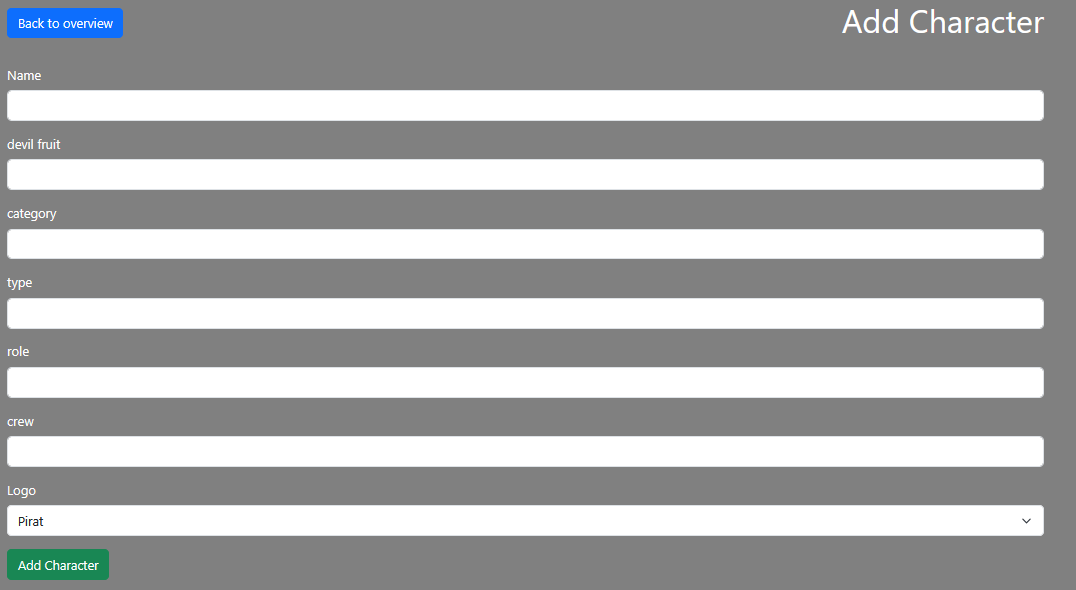 Back to overview
Add Character
Name
devil fruit
category
type
role
crew
Logo
Pirat
Add Character